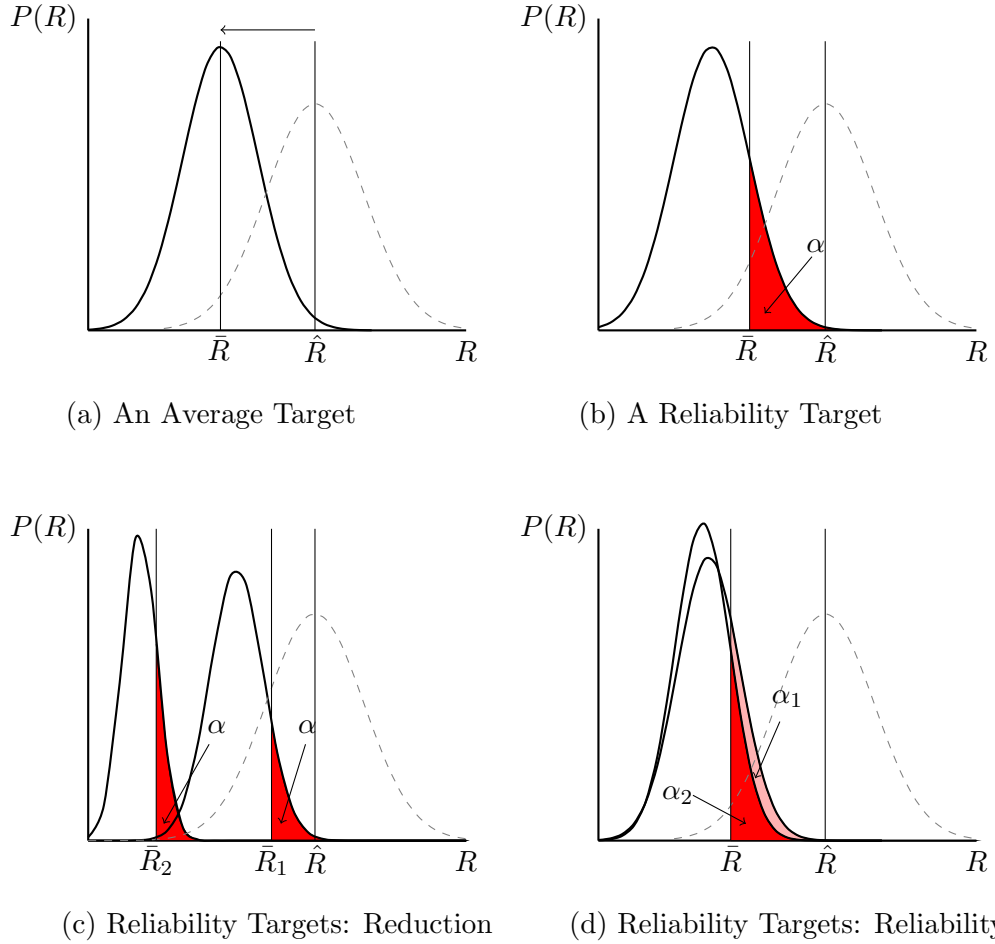 P(R)
R̄
R̂
R
(a) An Average Target
P(R)
α
R̄
R̂
R
(b) A Reliability Target
P(R)
α
α
R̄₂
R̄₁
R̂
R
(c) Reliability Targets: Reduction
P(R)
α₁
α₂
R̄
R̂
R
(d) Reliability Targets: Reliability